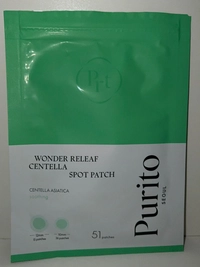 WONDER RELEAF
CENTELLA
SPOT PATCH
CENTELLA ASIATICA
51
Purito
SEOUL